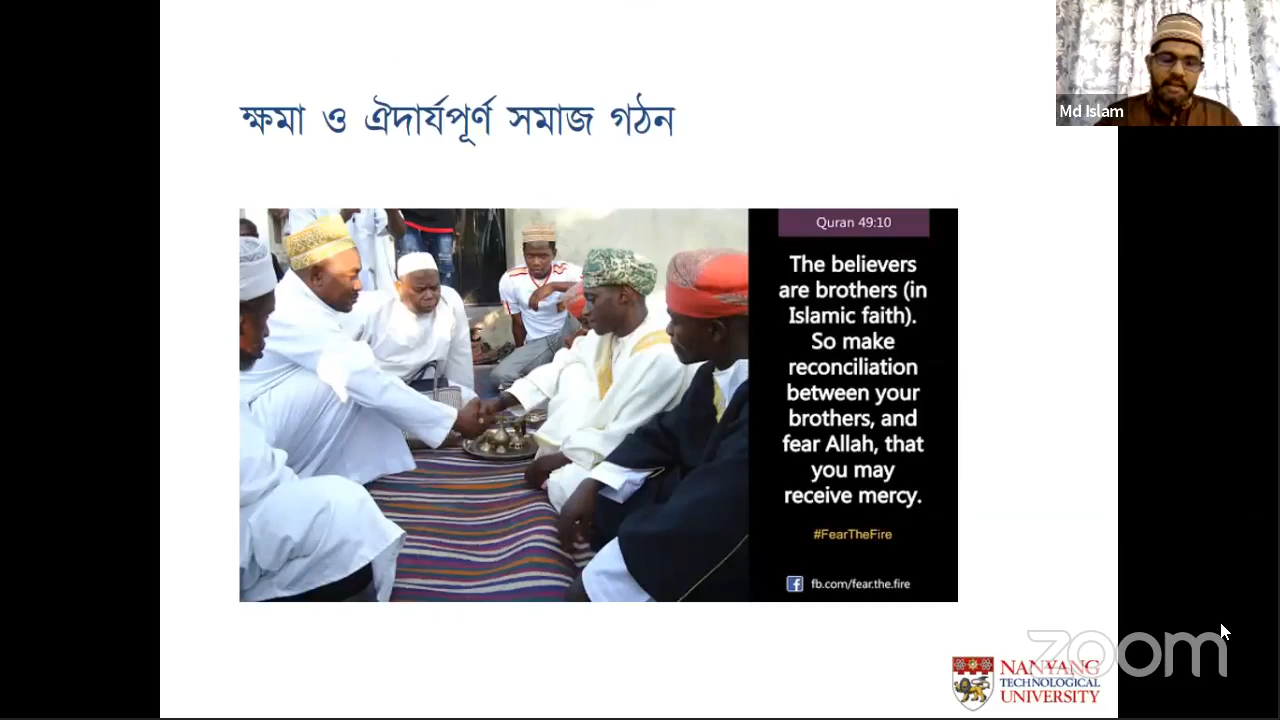 ক্ষমা ও ঐদার্যপূর্ণ সমাজ গঠন
Md Islam
Quran 49:10
The believers
are brothers (in
Islamic faith).
So make
reconciliation
between your
brothers, and
fear Allah, that
you may
receive mercy.
#FearTheFire
fb.com/fear.the.fire
zoom
NANYANG
TECHNOLOGICAL
UNIVERSITY